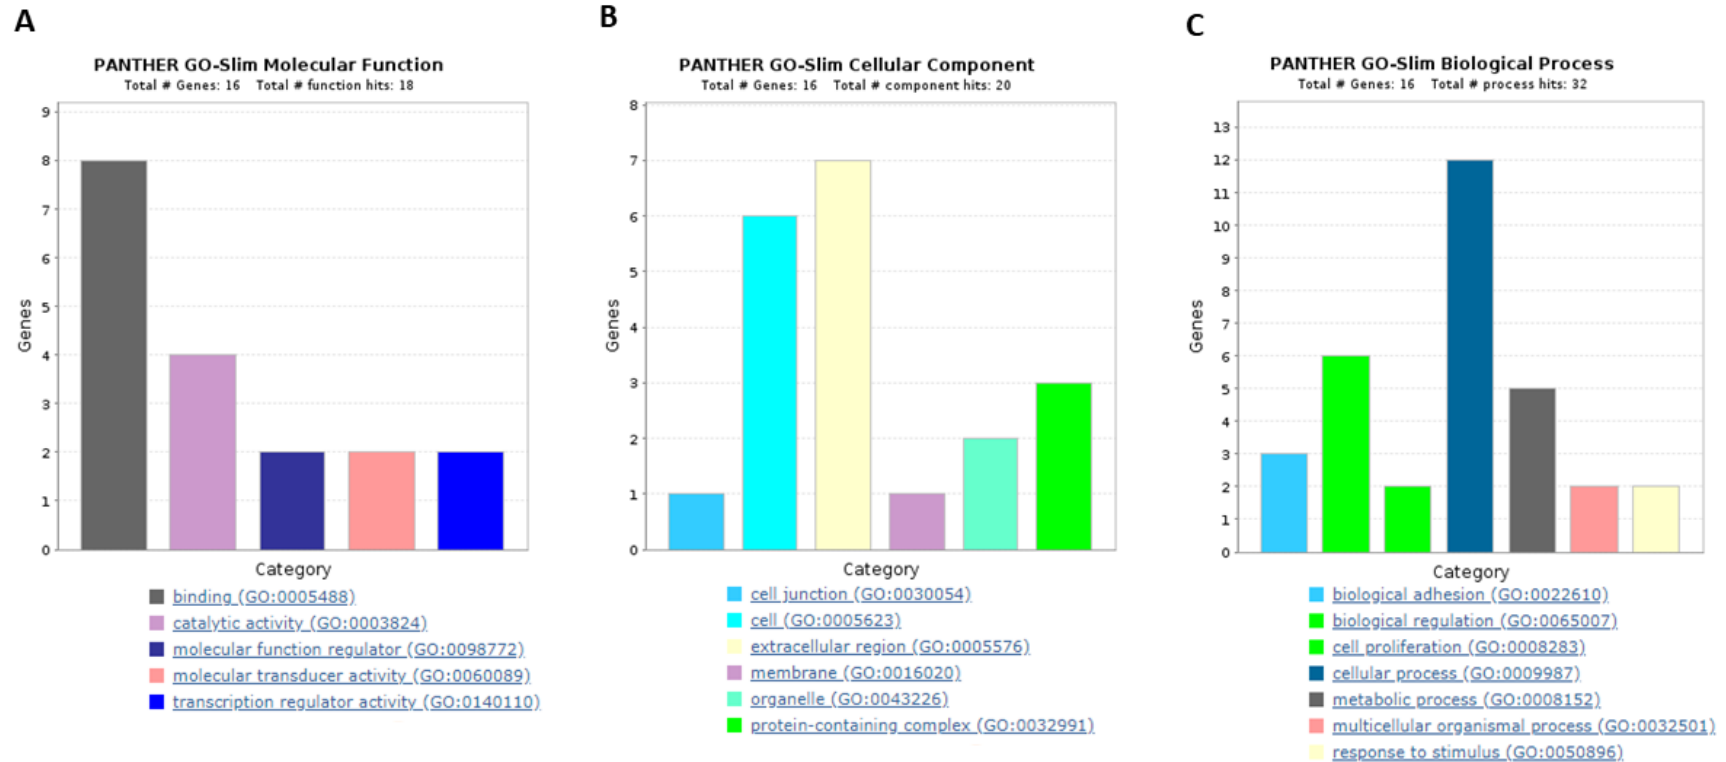 A
PANTHER GO-Slim Molecular Function
Total # Genes: 16 Total # function hits: 18
9
8
7
6
5
4
3
2
1
0
Genes
Category
binding (GO:0005488)
catalytic activity (GO:0003824)
molecular function regulator (GO:0098772)
molecular transducer activity (GO:0060089)
transcription regulator activity (GO:0140110)
B
PANTHER GO-Slim Cellular Component
Total # Genes: 16 Total # component hits: 20
8
7
6
5
4
3
2
1
0
Genes
Category
cell junction (GO:0030054)
cell (GO:0005623)
extracellular region (GO:0005576)
membrane (GO:0016020)
organelle (GO:0043226)
protein-containing complex (GO:0032991)
C
PANTHER GO-Slim Biological Process
Total # Genes: 16 Total # process hits: 32
13
12
11
10
9
8
7
6
5
4
3
2
1
0
Genes
Category
biological adhesion (GO:0022610)
biological regulation (GO:0065007)
cell proliferation (GO:0008283)
cellular process (GO:0009987)
metabolic process (GO:0008152)
multicellular organismal process (GO:0032501)
response to stimulus (GO:0050896)